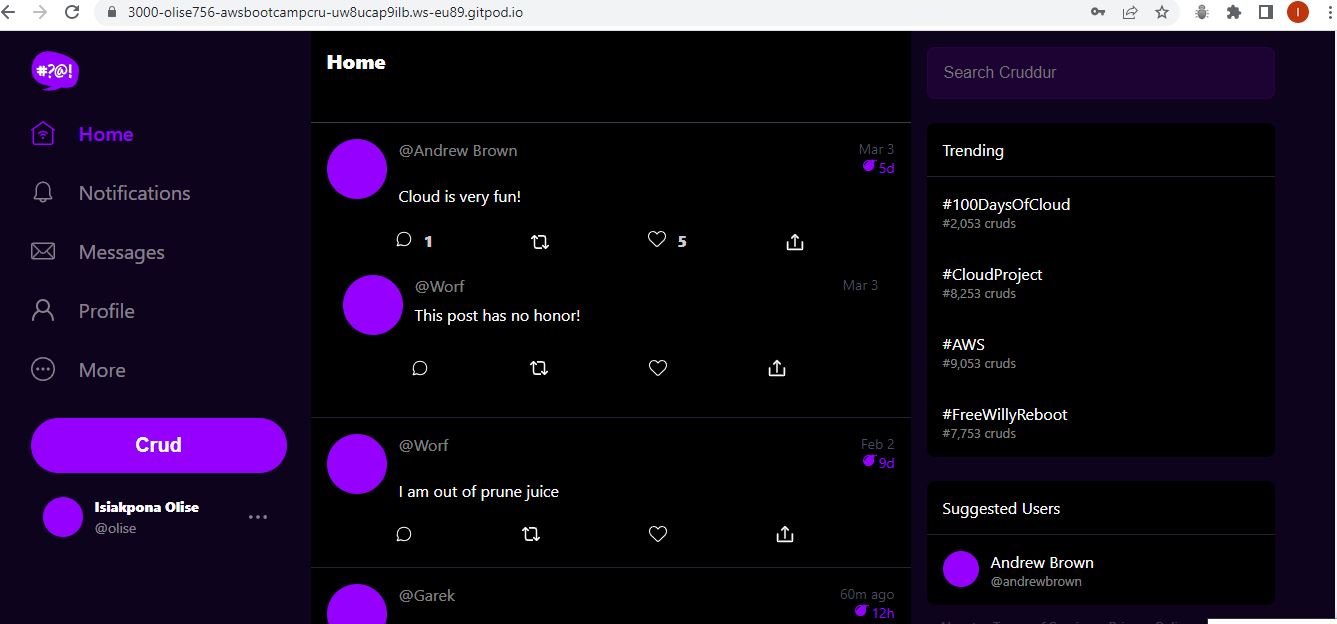 3000-olise756-awsbootcampcru-uw8ucap9ilb.ws-eu89.gitpod.io
I
#?@!
Home
Notifications
Messages
Profile
More
Crud
Isiakpona Olise
@olise
Home
@Andrew Brown
Mar 3
5d
Cloud is very fun!
1
5
@Worf
Mar 3
This post has no honor!
@Worf
Feb 2
9d
I am out of prune juice
@Garek
60m ago
12h
Search Cruddur
Trending
#100DaysOfCloud
#2,053 cruds
#CloudProject
#8,253 cruds
#AWS
#9,053 cruds
#FreeWillyReboot
#7,753 cruds
Suggested Users
Andrew Brown
@andrewbrown